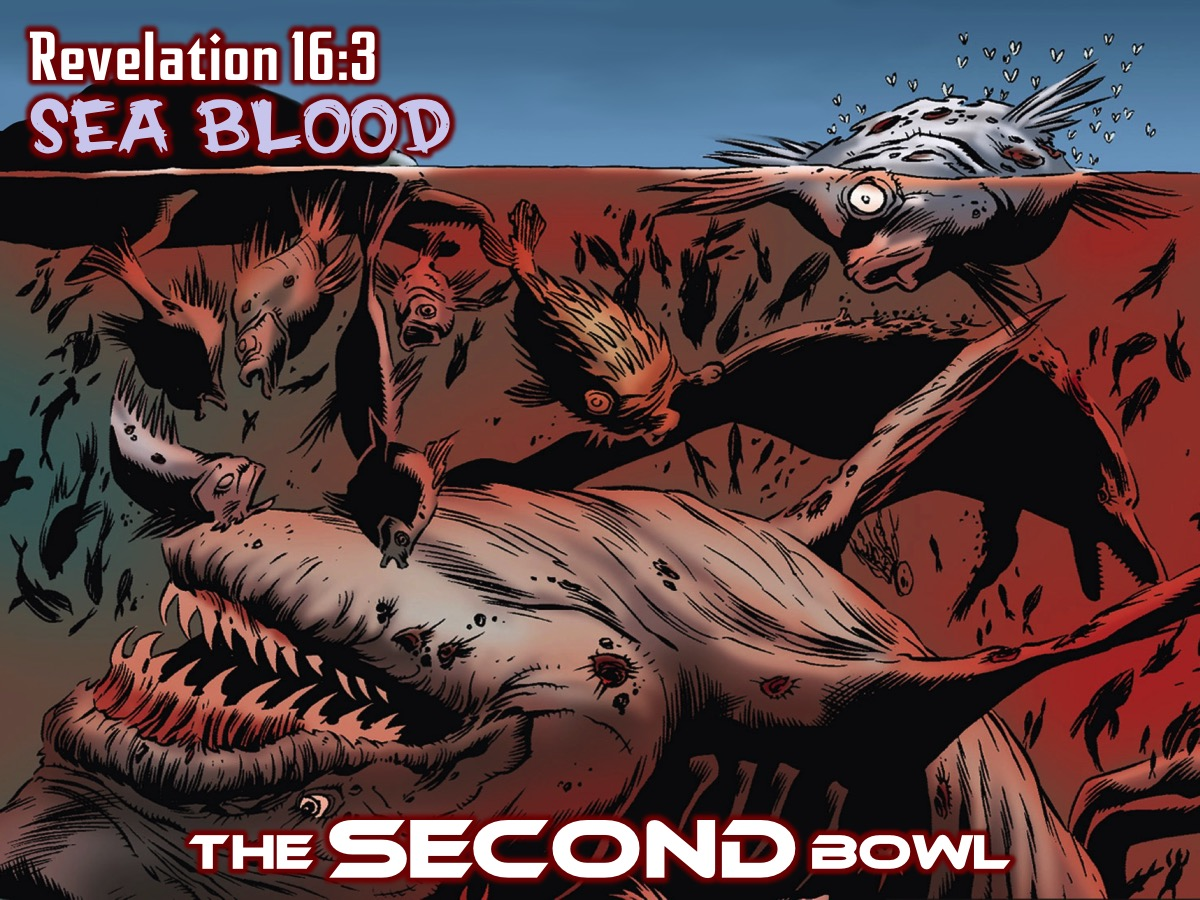 Revelation 16:3
SEA BLOOD
THE SECOND BOWL